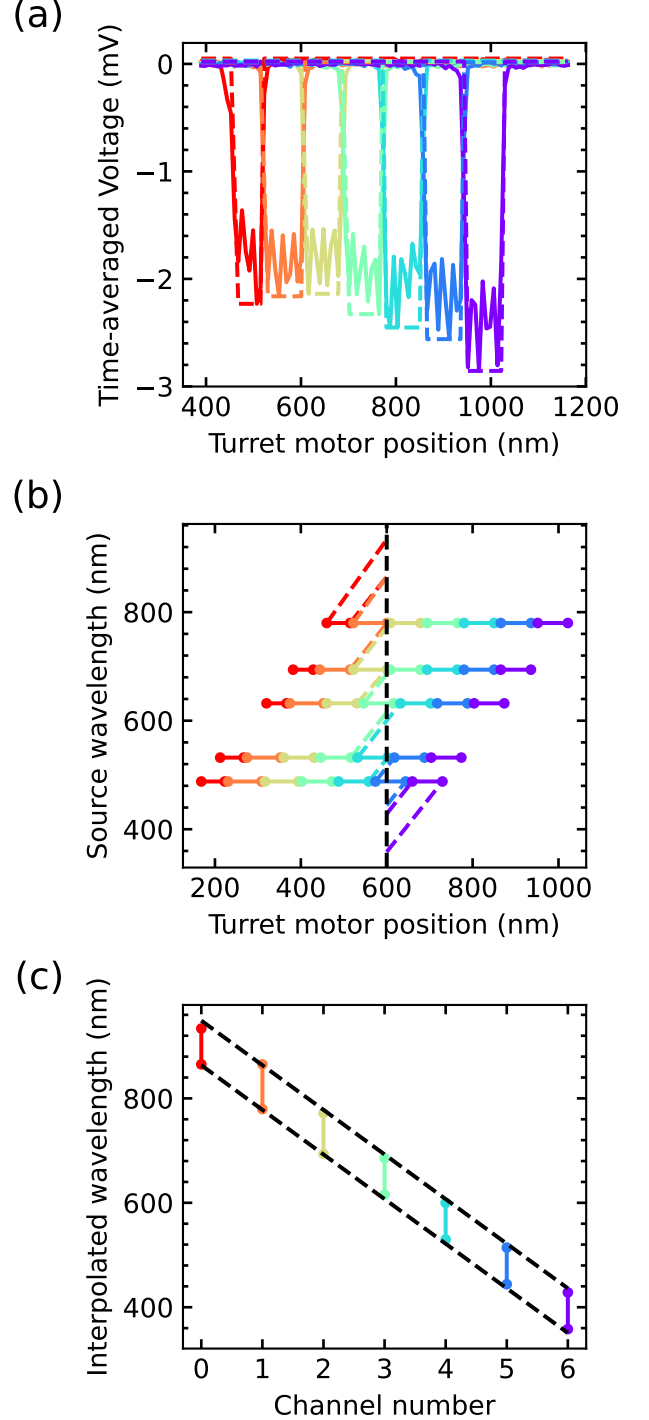 (a)
Time-averaged Voltage (mV)
0
−1
−2
−3
400 600 800 1000 1200
Turret motor position (nm)
(b)
Source wavelength (nm)
800
600
400
200 400 600 800 1000
Turret motor position (nm)
(c)
Interpolated wavelength (nm)
800
600
400
0 1 2 3 4 5 6
Channel number